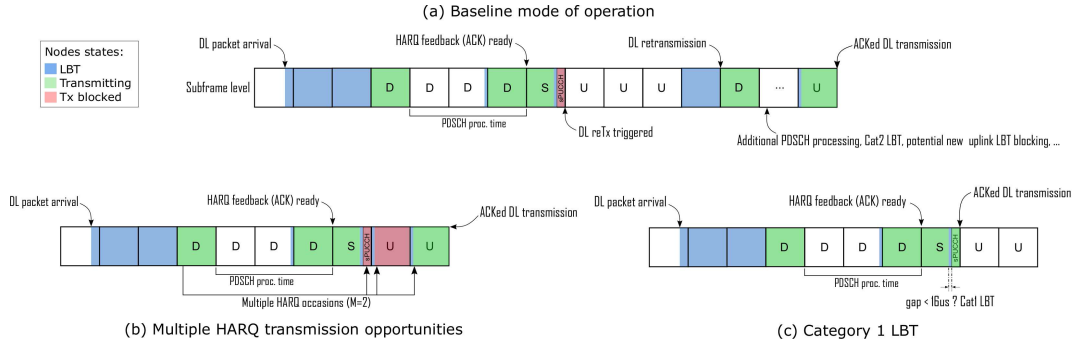 (a) Baseline mode of operation
Nodes states:
LBT
Transmitting
Tx blocked
DL packet arrival
HARQ feedback (ACK) ready
DL retransmission
ACKed DL transmission
Subframe level
D D D D S sPUCCH U U U D ... U
PDSCH proc. time
DL reTx triggered
Additional PDSCH processing, Cat2 LBT, potential new uplink LBT blocking, ...
DL packet arrival
HARQ feedback (ACK) ready
ACKed DL transmission
D D D D S sPUCCH U U
PDSCH proc. time
Multiple HARQ occasions (M=2)
(b) Multiple HARQ transmission opportunities
DL packet arrival
HARQ feedback (ACK) ready
ACKed DL transmission
D D D D S sPUCCH U U
PDSCH proc. time
gap < 16us ? Cat1 LBT
(c) Category 1 LBT